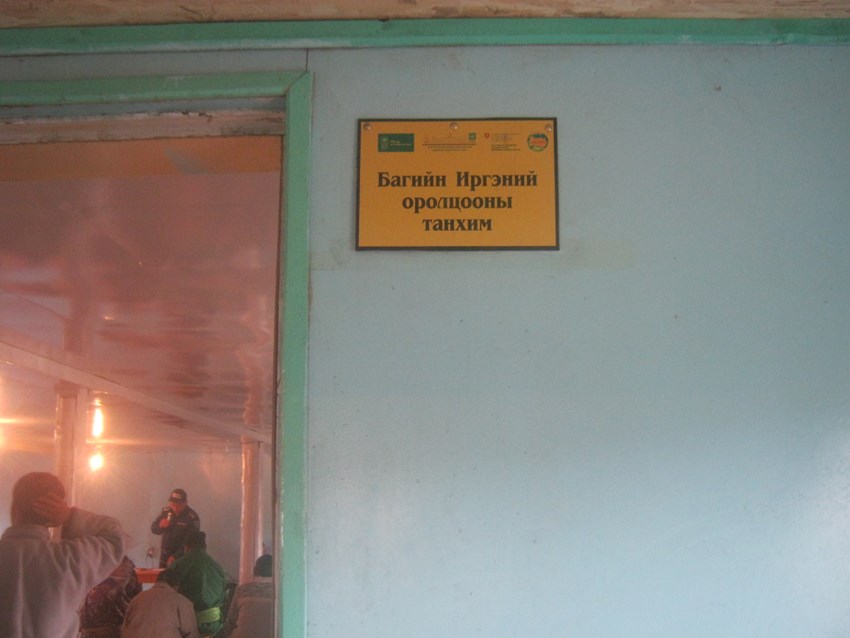 Багийн Иргэний
оролцооны
танхим